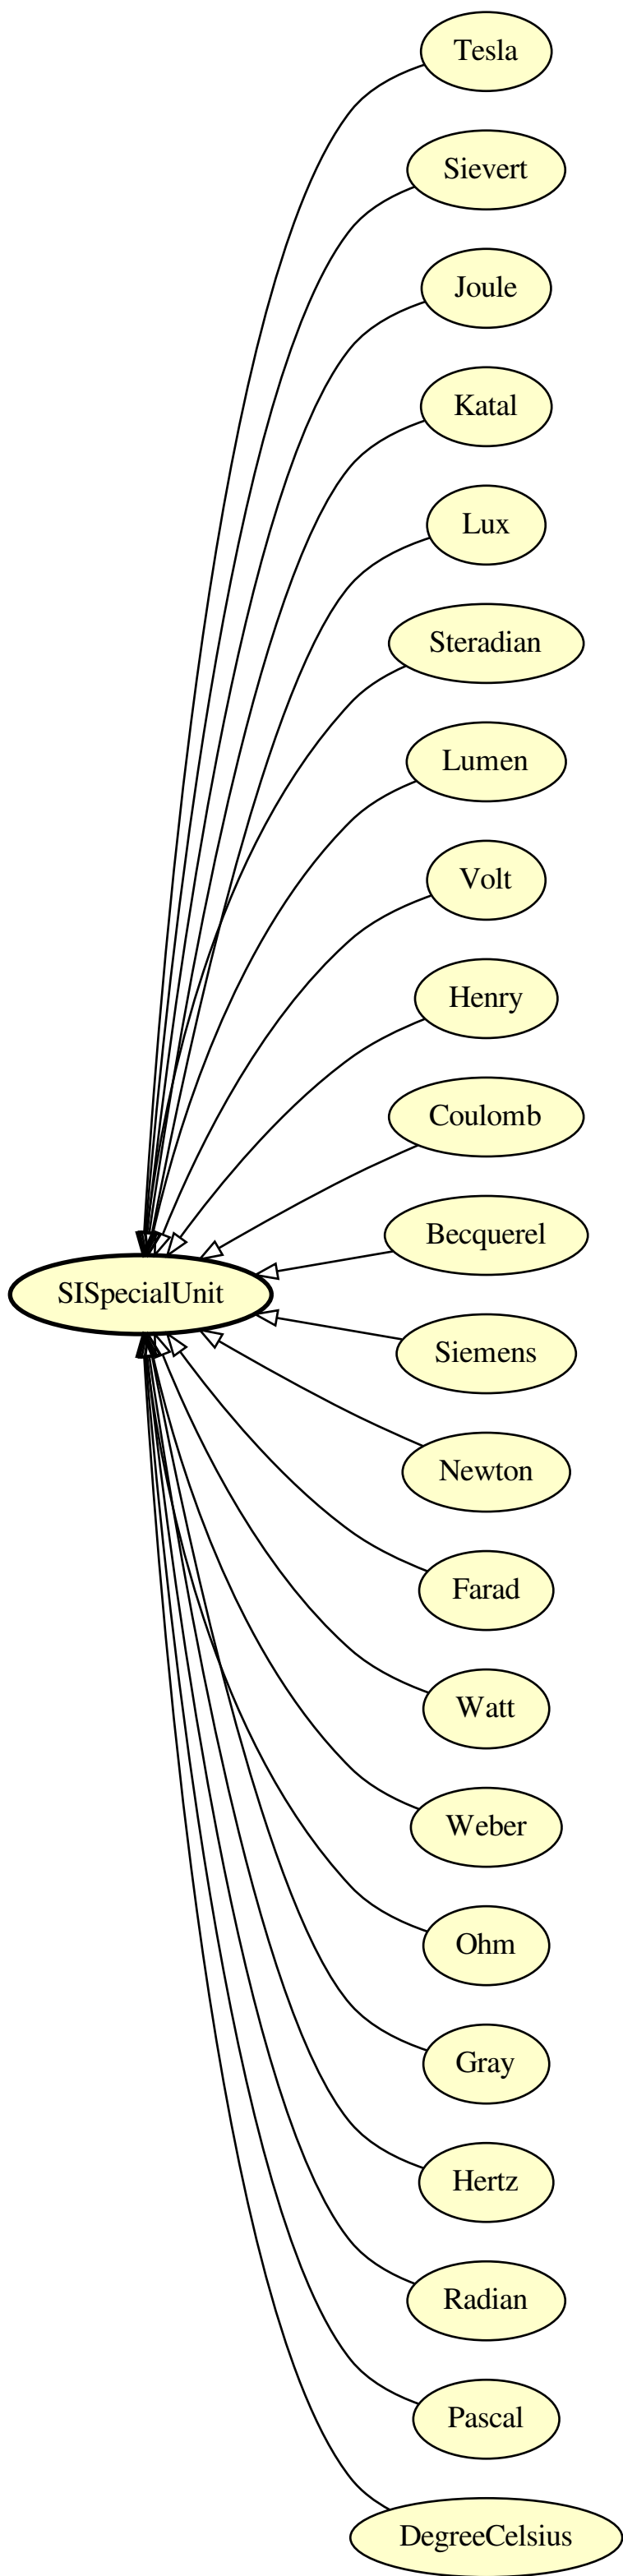 Tesla
Sievert
Joule
Katal
Lux
Steradian
Lumen
Volt
Henry
Coulomb
Becquerel
SISpecialUnit
Siemens
Newton
Farad
Watt
Weber
Ohm
Gray
Hertz
Radian
Pascal
DegreeCelsius